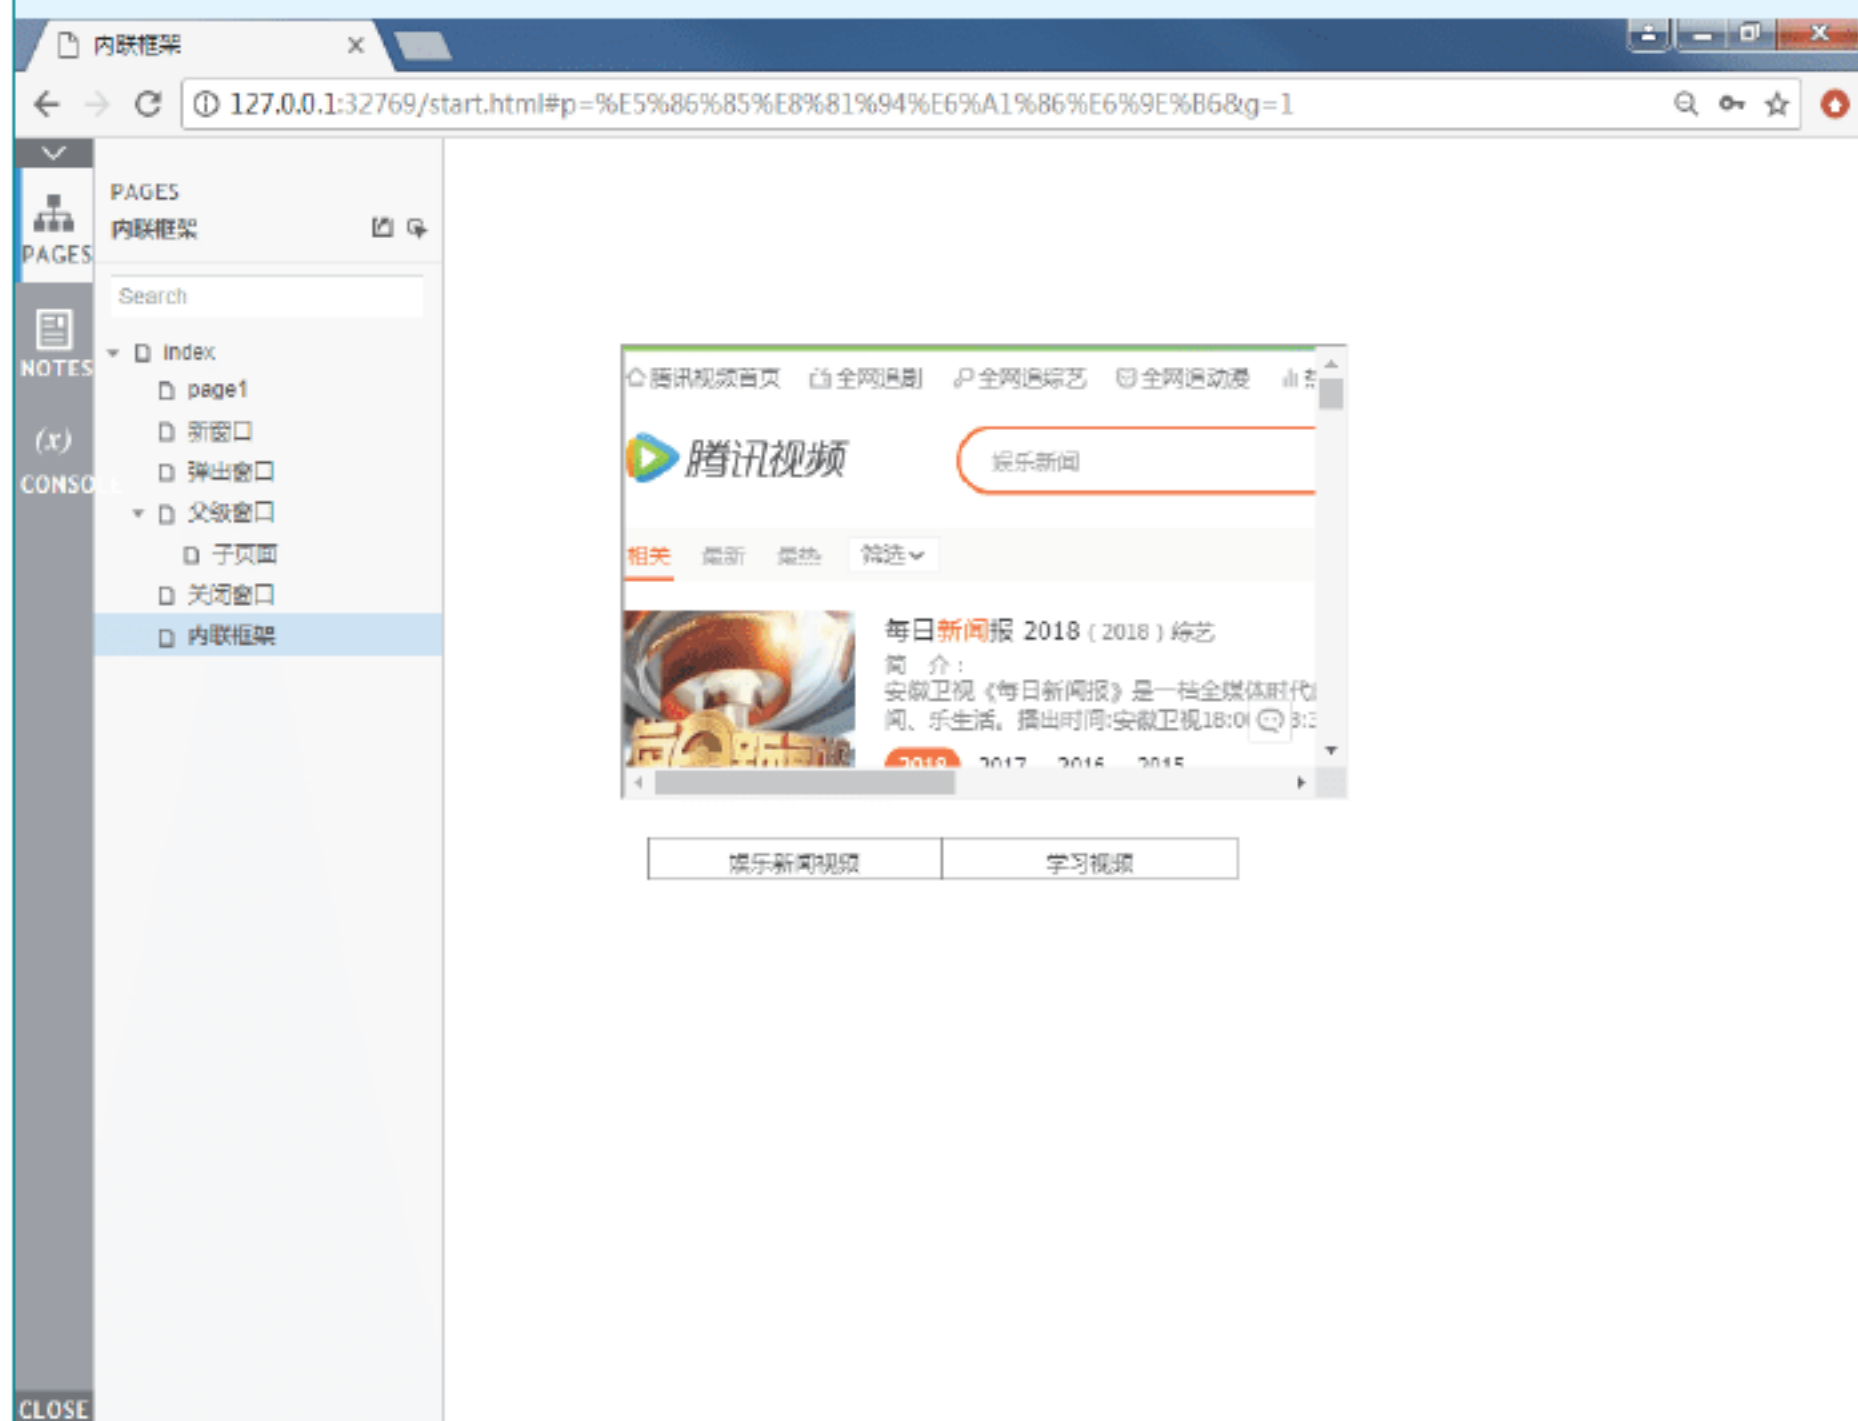 内联框架
127.0.0.1:32769/start.html#p=%E5%86%85%E8%81%94%E6%A1%86%E6%9E%B6&g=1
PAGES
NOTES
(x)
CONSOLE
CLOSE
PAGES
内联框架
Search
index
page1
新窗口
弹出窗口
父级窗口
子页面
关闭窗口
内联框架
腾讯视频首页 全网追剧 全网追综艺 全网追动漫
腾讯视频 娱乐新闻
相关 最新 最热 筛选
每日新闻报 2018 ( 2018 ) 综艺
简 介 :
安徽卫视《每日新闻报》是一档全媒体时代
闻、乐生活。播出时间:安徽卫视18:0
2018 2017 2016 2015
娱乐新闻视频 学习视频